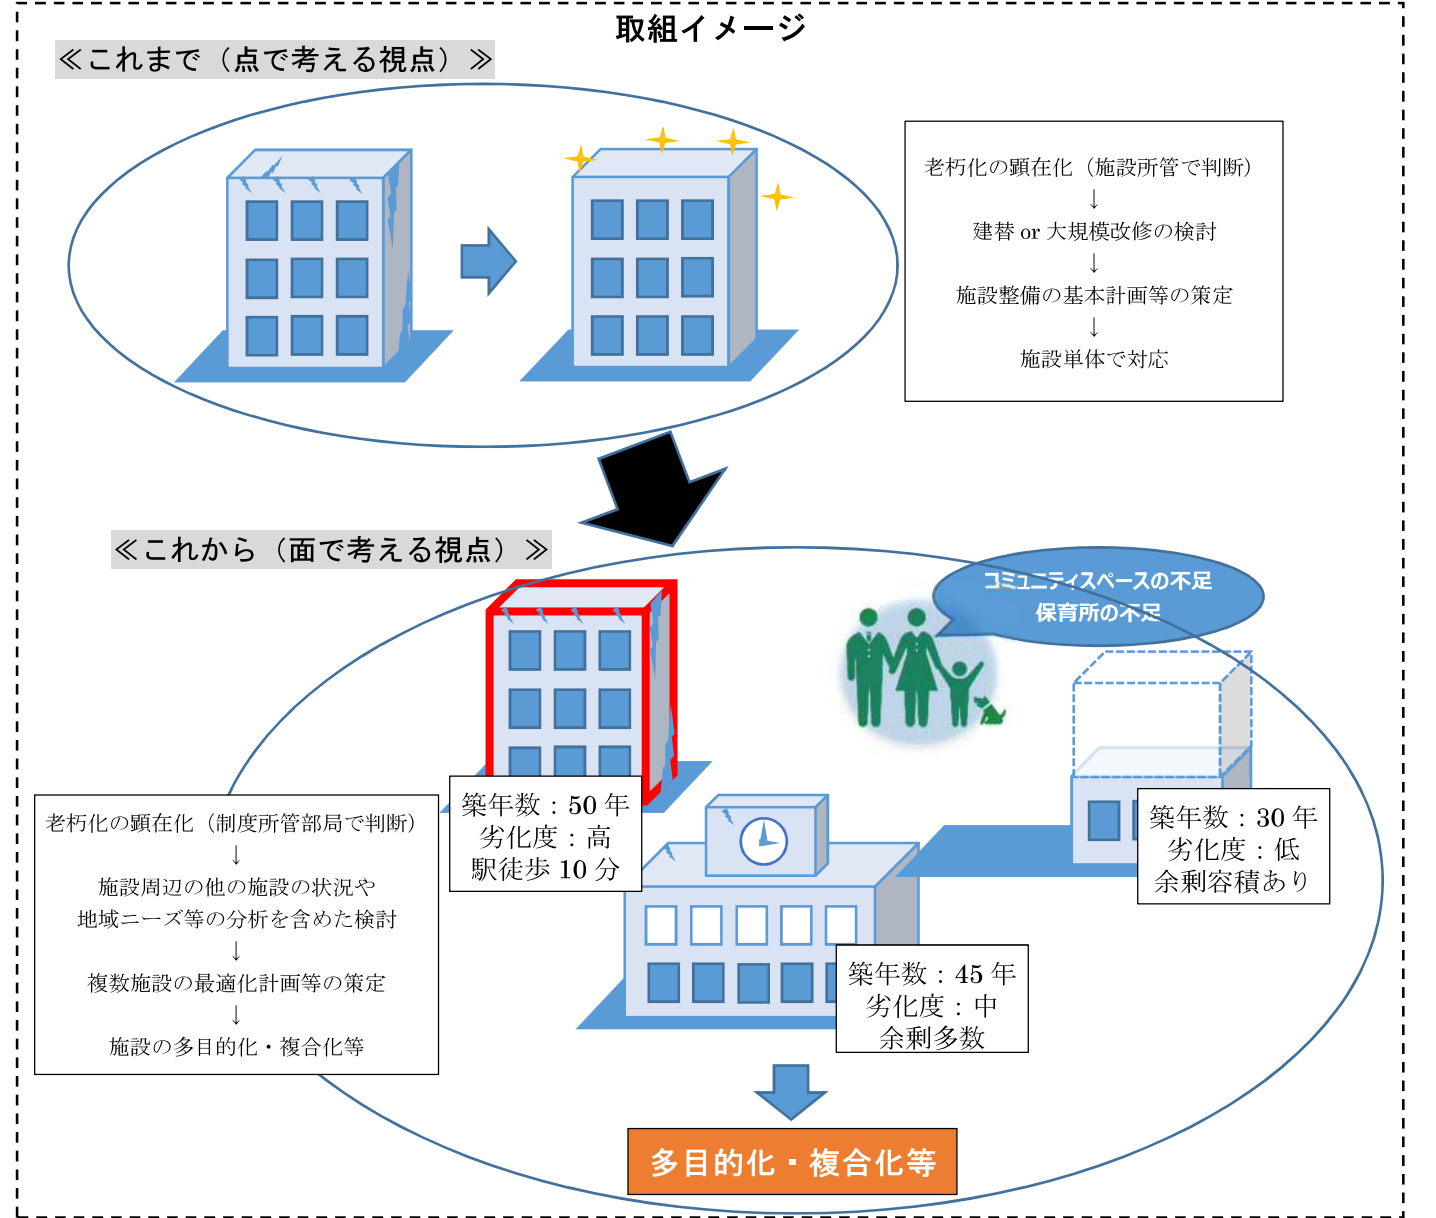 取組イメージ
≪これまで（点で考える視点）≫
老朽化の顕在化（施設所管で判断）
↓
建替 or 大規模改修の検討
↓
施設整備の基本計画等の策定
↓
施設単体で対応
≪これから（面で考える視点）≫
コミュニティスペースの不足
保育所の不足
老朽化の顕在化（制度所管部局で判断）
↓
施設周辺の他の施設の状況や
地域ニーズ等の分析を含めた検討
↓
複数施設の最適化計画等の策定
↓
施設の多目的化・複合化等
築年数：50 年
劣化度：高
駅徒歩 10 分
築年数：30 年
劣化度：低
余剰容積あり
築年数：45 年
劣化度：中
余剰多数
多目的化・複合化等